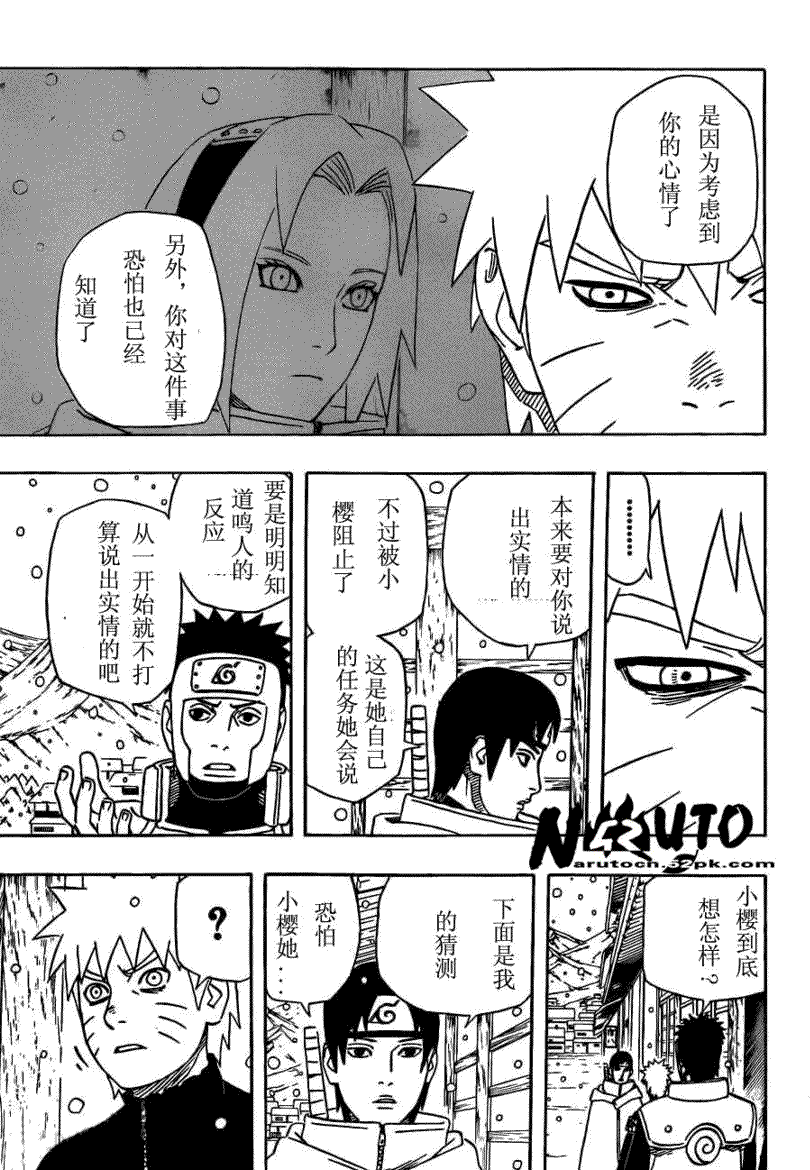 是因为考虑到
你的心情了
另外，你对这件事
恐怕也已经
知道了
………
本来要对你说
出实情的
不过被小
樱阻止了
这是她自己
的任务她会说
要是明明知
道鸣人的
反应
从一开始就不打
算说出实情的吧
NARUTO
Narutocn.52pk.com
小樱到底
想怎样？
下面是我
的猜测
恐怕
小樱她...
？